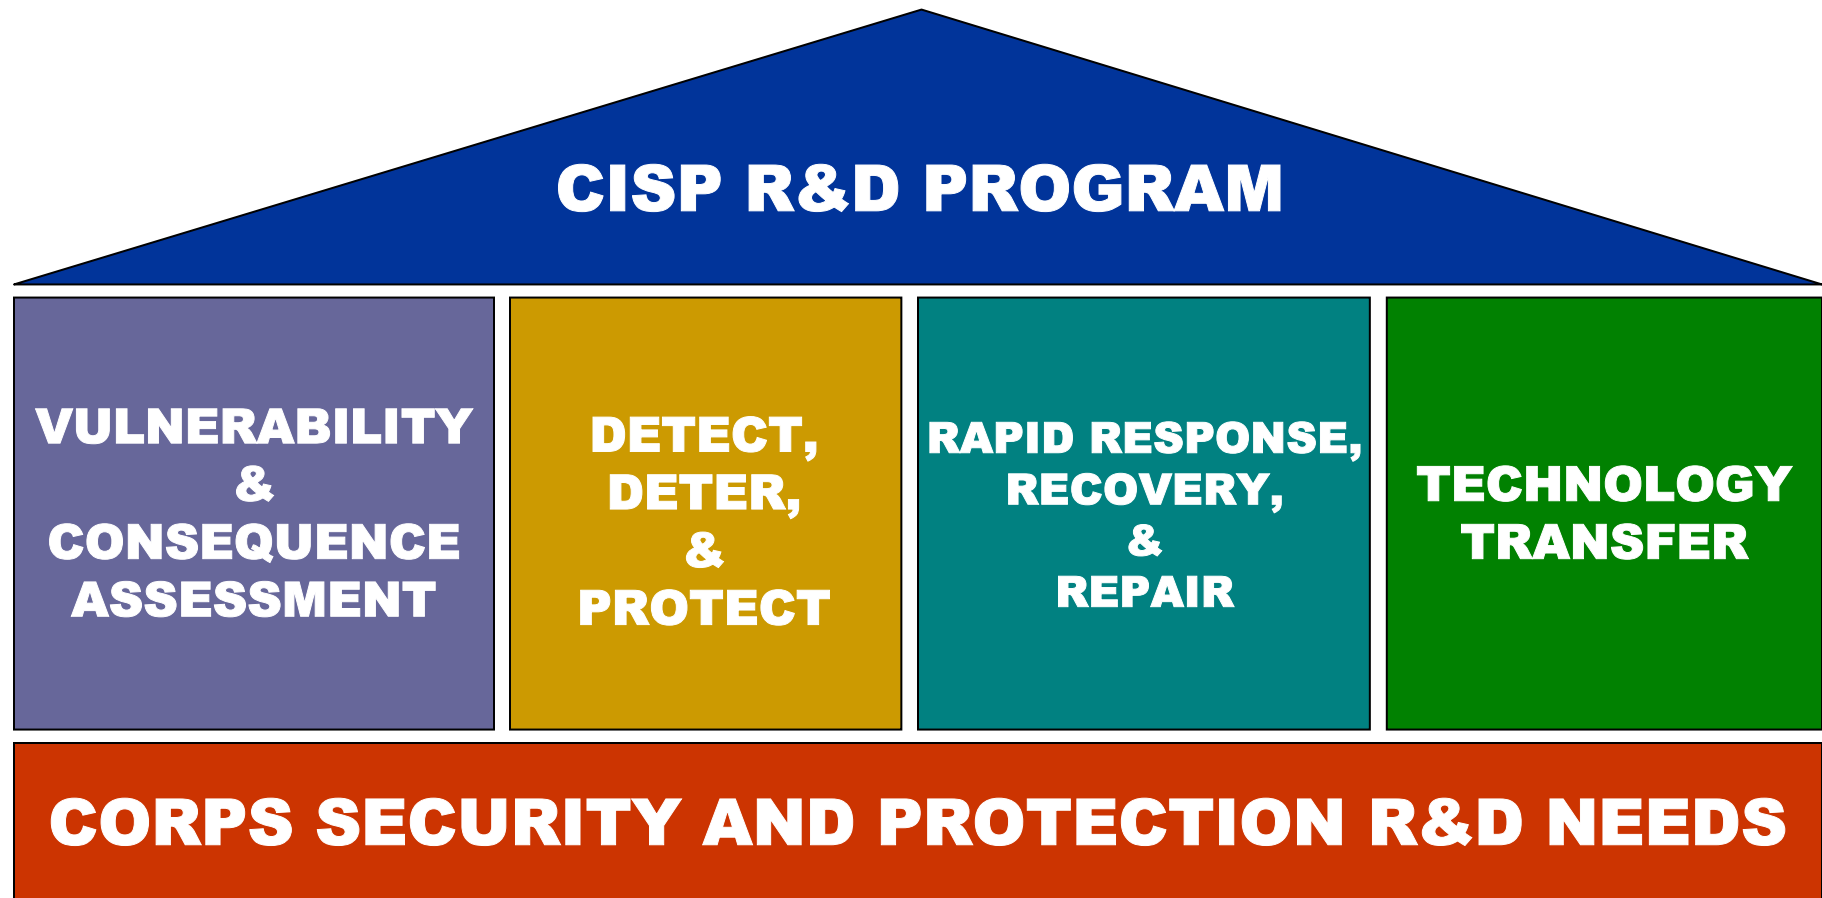 CISP R&D PROGRAM
VULNERABILITY
&
CONSEQUENCE
ASSESSMENT
DETECT,
DETER,
&
PROTECT
RAPID RESPONSE,
RECOVERY,
&
REPAIR
TECHNOLOGY
TRANSFER
CORPS SECURITY AND PROTECTION R&D NEEDS